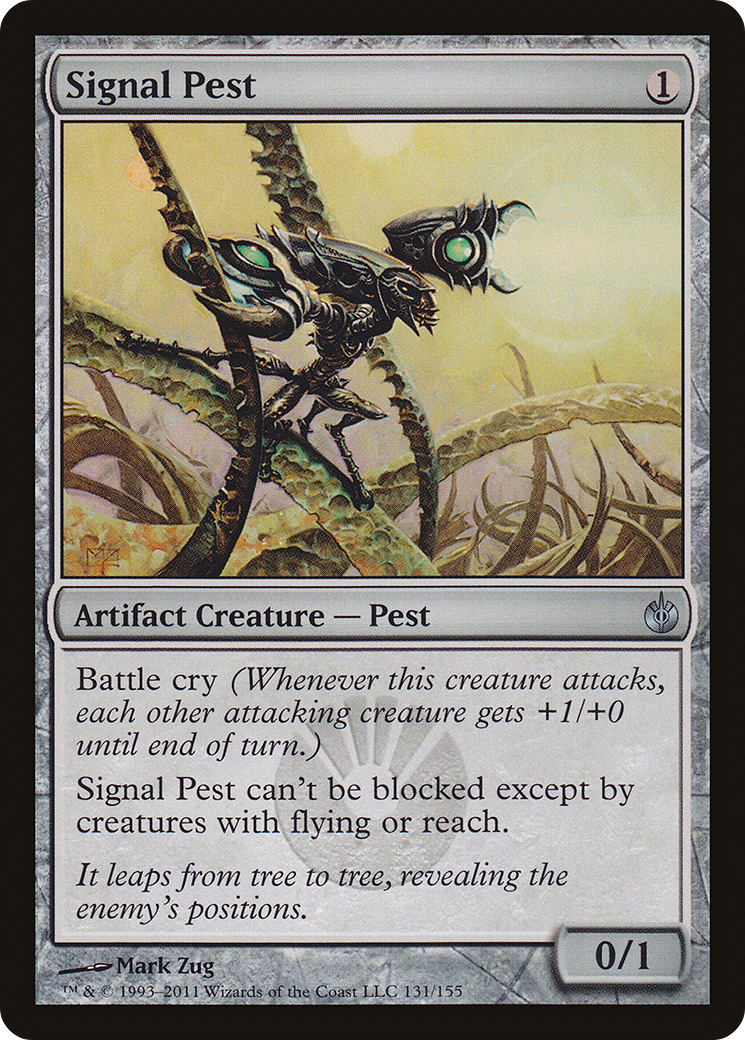 Signal Pest
1
MZ
Artifact Creature — Pest
Battle cry (Whenever this creature attacks,
each other attacking creature gets +1/+0
until end of turn.)
Signal Pest can't be blocked except by
creatures with flying or reach.
It leaps from tree to tree, revealing the
enemy's positions.
0/1
Mark Zug
™ & © 1993–2011 Wizards of the Coast LLC 131/155